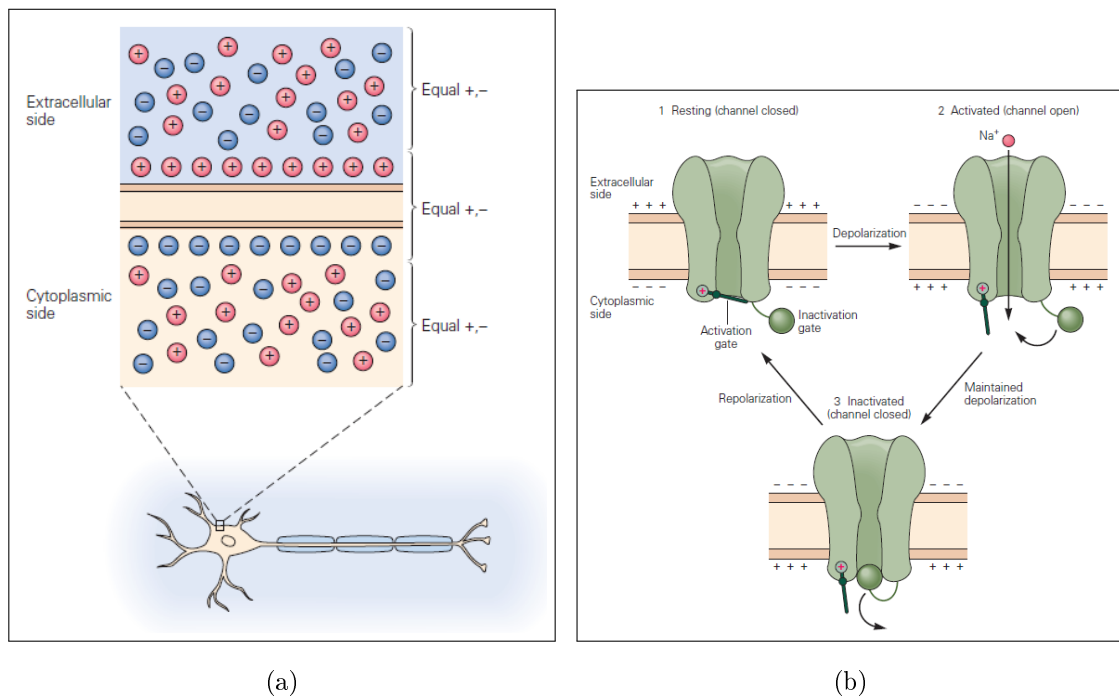 Extracellular
side
Equal +,−
Equal +,−
Cytoplasmic
side
Equal +,−
(a)
1 Resting (channel closed)
2 Activated (channel open)
Na⁺
Extracellular
side
+ + +
+ + +
− − −
− − −
Depolarization
− − −
+ + +
+ + +
Cytoplasmic
side
Activation
gate
Inactivation
gate
Repolarization
3 Inactivated
(channel closed)
Maintained
depolarization
− − −
− − −
+ + +
+ + +
(b)